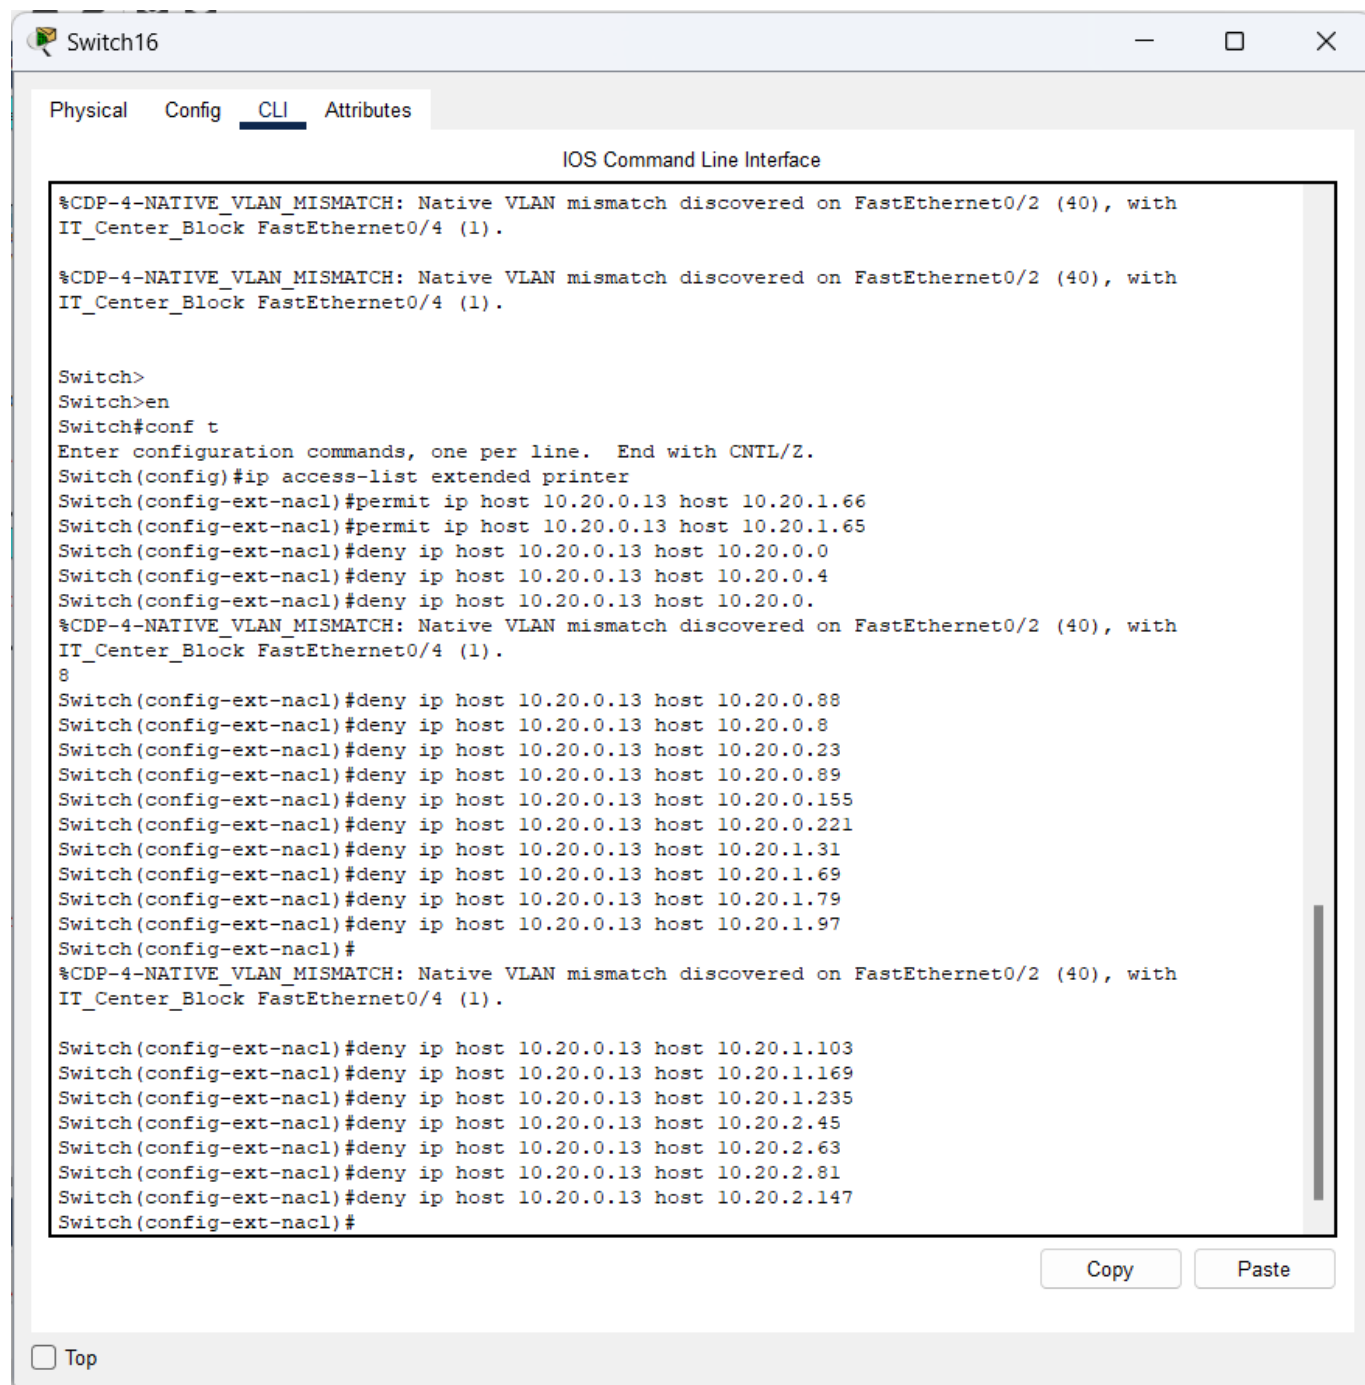 Switch16
Physical Config CLI Attributes
IOS Command Line Interface
%CDP-4-NATIVE_VLAN_MISMATCH: Native VLAN mismatch discovered on FastEthernet0/2 (40), with
IT_Center_Block FastEthernet0/4 (1).
%CDP-4-NATIVE_VLAN_MISMATCH: Native VLAN mismatch discovered on FastEthernet0/2 (40), with
IT_Center_Block FastEthernet0/4 (1).
Switch>
Switch>en
Switch#conf t
Enter configuration commands, one per line.  End with CNTL/Z.
Switch(config)#ip access-list extended printer
Switch(config-ext-nacl)#permit ip host 10.20.0.13 host 10.20.1.66
Switch(config-ext-nacl)#permit ip host 10.20.0.13 host 10.20.1.65
Switch(config-ext-nacl)#deny ip host 10.20.0.13 host 10.20.0.0
Switch(config-ext-nacl)#deny ip host 10.20.0.13 host 10.20.0.4
Switch(config-ext-nacl)#deny ip host 10.20.0.13 host 10.20.0.
%CDP-4-NATIVE_VLAN_MISMATCH: Native VLAN mismatch discovered on FastEthernet0/2 (40), with
IT_Center_Block FastEthernet0/4 (1).
8
Switch(config-ext-nacl)#deny ip host 10.20.0.13 host 10.20.0.88
Switch(config-ext-nacl)#deny ip host 10.20.0.13 host 10.20.0.8
Switch(config-ext-nacl)#deny ip host 10.20.0.13 host 10.20.0.23
Switch(config-ext-nacl)#deny ip host 10.20.0.13 host 10.20.0.89
Switch(config-ext-nacl)#deny ip host 10.20.0.13 host 10.20.0.155
Switch(config-ext-nacl)#deny ip host 10.20.0.13 host 10.20.0.221
Switch(config-ext-nacl)#deny ip host 10.20.0.13 host 10.20.1.31
Switch(config-ext-nacl)#deny ip host 10.20.0.13 host 10.20.1.69
Switch(config-ext-nacl)#deny ip host 10.20.0.13 host 10.20.1.79
Switch(config-ext-nacl)#deny ip host 10.20.0.13 host 10.20.1.97
Switch(config-ext-nacl)#
%CDP-4-NATIVE_VLAN_MISMATCH: Native VLAN mismatch discovered on FastEthernet0/2 (40), with
IT_Center_Block FastEthernet0/4 (1).
Switch(config-ext-nacl)#deny ip host 10.20.0.13 host 10.20.1.103
Switch(config-ext-nacl)#deny ip host 10.20.0.13 host 10.20.1.169
Switch(config-ext-nacl)#deny ip host 10.20.0.13 host 10.20.1.235
Switch(config-ext-nacl)#deny ip host 10.20.0.13 host 10.20.2.45
Switch(config-ext-nacl)#deny ip host 10.20.0.13 host 10.20.2.63
Switch(config-ext-nacl)#deny ip host 10.20.0.13 host 10.20.2.81
Switch(config-ext-nacl)#deny ip host 10.20.0.13 host 10.20.2.147
Switch(config-ext-nacl)#
Copy Paste
Top